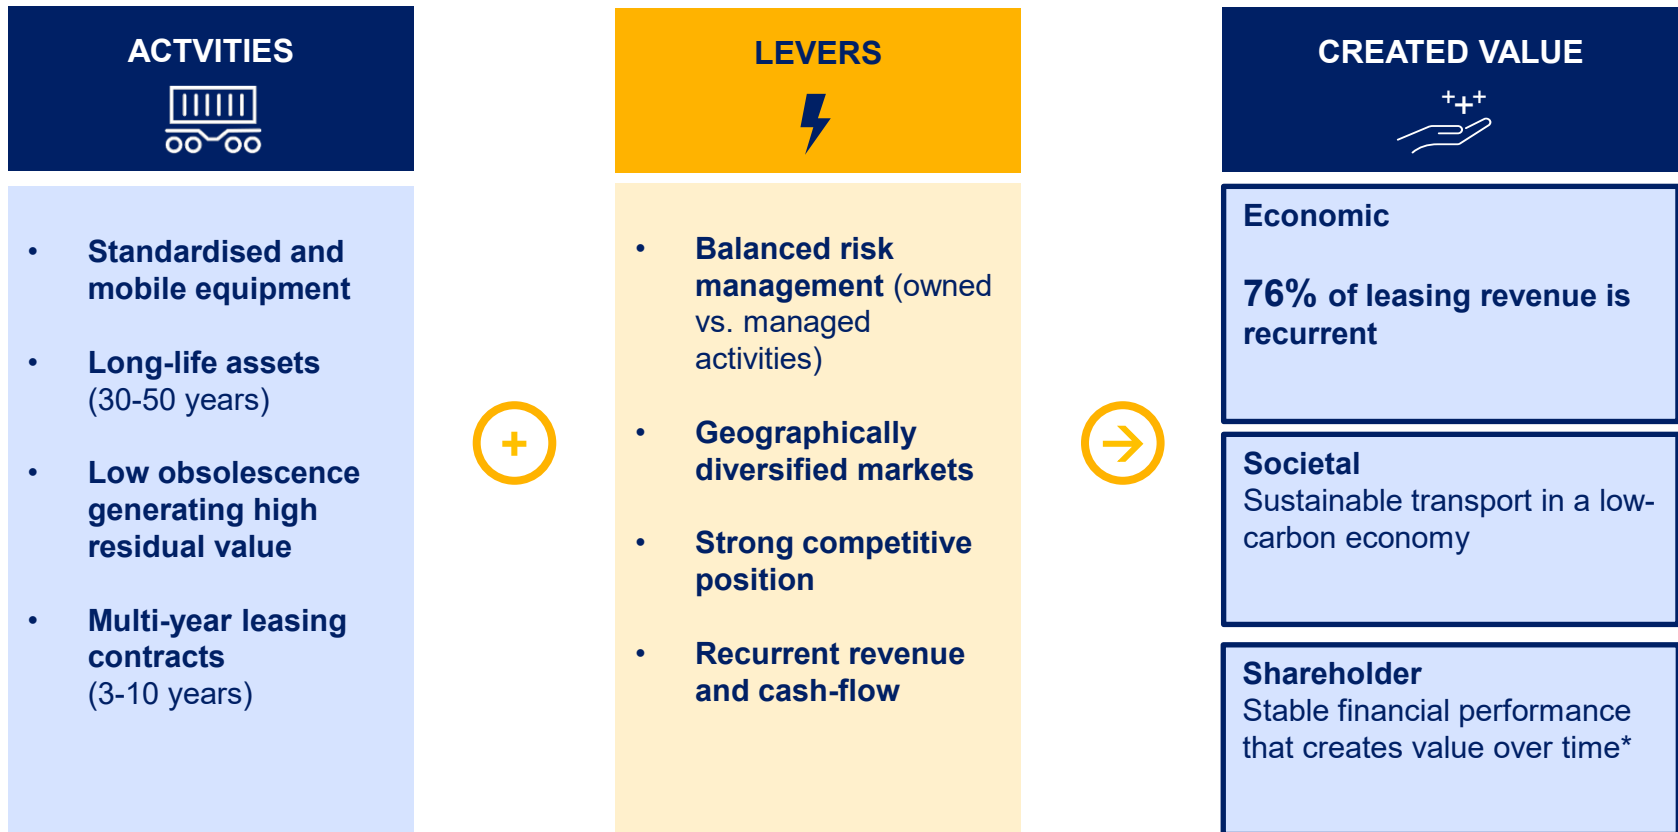 ACTVITIES
• Standardised and
mobile equipment
• Long-life assets
(30-50 years)
• Low obsolescence
generating high
residual value
• Multi-year leasing
contracts
(3-10 years)
+
LEVERS
• Balanced risk
management (owned
vs. managed
activities)
• Geographically
diversified markets
• Strong competitive
position
• Recurrent revenue
and cash-flow
CREATED VALUE
Economic
76% of leasing revenue is
recurrent
Societal
Sustainable transport in a low-
carbon economy
Shareholder
Stable financial performance
that creates value over time*